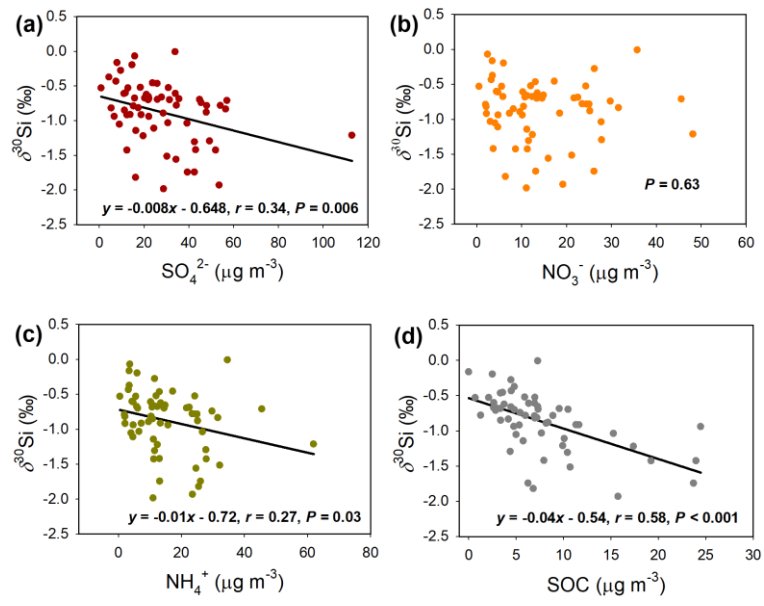 (a)
0.5
0.0
-0.5
-1.0
-1.5
-2.0
-2.5
δ³⁰Si (‰)
y = -0.008x - 0.648, r = 0.34, P = 0.006
0 20 40 60 80 100 120
SO₄²⁻ (μg m⁻³)
(b)
0.5
0.0
-0.5
-1.0
-1.5
-2.0
-2.5
δ³⁰Si (‰)
P = 0.63
0 10 20 30 40 50 60
NO₃⁻ (μg m⁻³)
(c)
0.5
0.0
-0.5
-1.0
-1.5
-2.0
-2.5
δ³⁰Si (‰)
y = -0.01x - 0.72, r = 0.27, P = 0.03
0 20 40 60 80
NH₄⁺ (μg m⁻³)
(d)
0.5
0.0
-0.5
-1.0
-1.5
-2.0
-2.5
δ³⁰Si (‰)
y = -0.04x - 0.54, r = 0.58, P < 0.001
0 5 10 15 20 25 30
SOC (μg m⁻³)